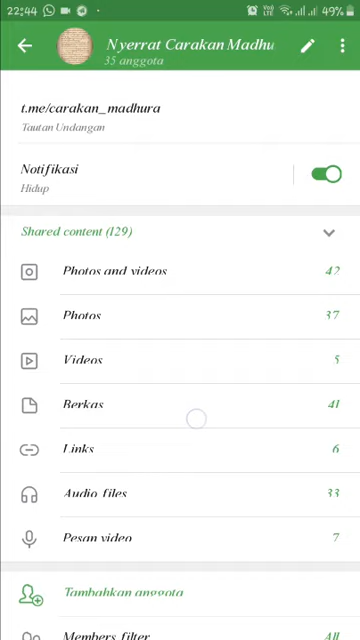 22:44
VoLTE
49%
Nyerrat Carakan Madhu
35 anggota
t.me/carakan_madhura
Tautan Undangan
Notifikasi
Hidup
Shared content (129)
Photos and videos 42
Photos 37
Videos 5
Berkas 41
Links 6
Audio files 33
Pesan video 7
Tambahkan anggota
Members filter All